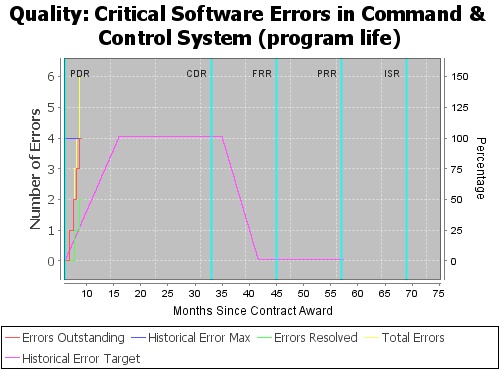 Quality: Critical Software Errors in Command &
Control System (program life)
PDR CDR FRR PRR ISR
Number of Errors
6
5
4
3
2
1
0
150
125
100
75
50
25
0
Percentage
10 15 20 25 30 35 40 45 50 55 60 65 70 75
Months Since Contract Award
Errors Outstanding Historical Error Max Errors Resolved Total Errors
Historical Error Target